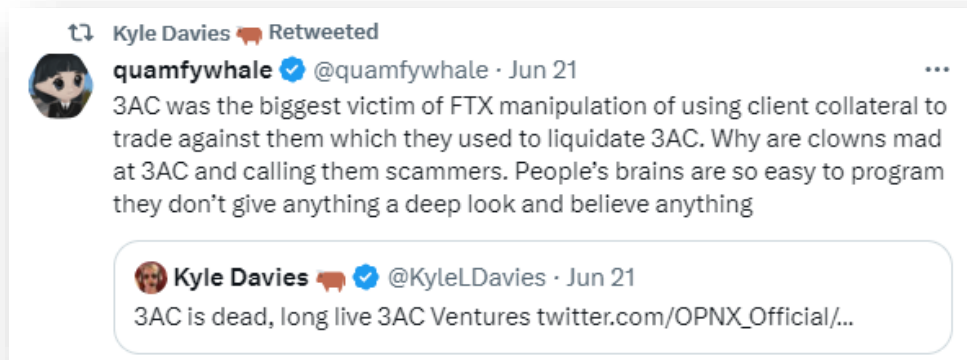 Kyle Davies 🐂 Retweeted
quamfywhale @quamfywhale · Jun 21
3AC was the biggest victim of FTX manipulation of using client collateral to
trade against them which they used to liquidate 3AC. Why are clowns mad
at 3AC and calling them scammers. People’s brains are so easy to program
they don’t give anything a deep look and believe anything
Kyle Davies 🐂 @KyleLDavies · Jun 21
3AC is dead, long live 3AC Ventures twitter.com/OPNX_Official/...